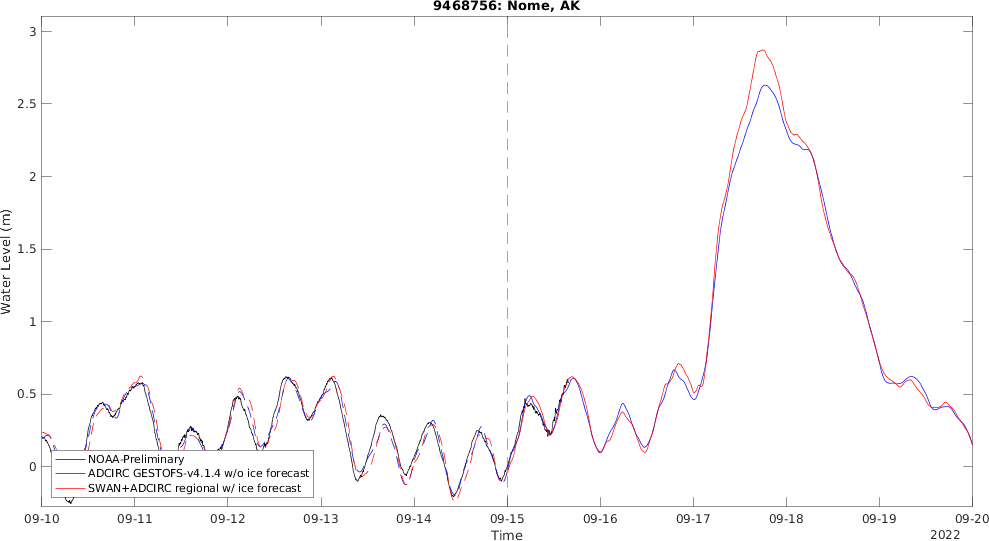 9468756: Nome, AK
3
2.5
2
1.5
1
0.5
0
Water Level (m)
NOAA-Preliminary
ADCIRC GESTOFS-v4.1.4 w/o ice forecast
SWAN+ADCIRC regional w/ ice forecast
09-10 09-11 09-12 09-13 09-14 09-15 09-16 09-17 09-18 09-19 09-20
Time
2022